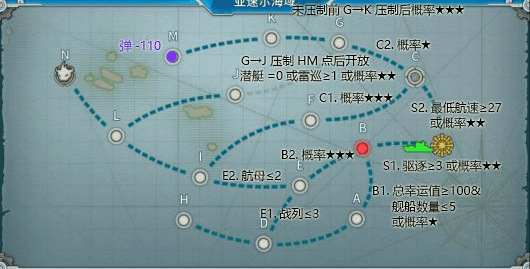 亚速尔海域
未压制前 G→K 压制后概率★★★
K
G
M
弹 -110
C2. 概率★
N
G→J 压制 HM 点后开放
潜艇 =0 或雷巡≥1 或概率★★
J
C
C1. 概率★★★
F
S2. 最低航速≥27
或概率★★
L
B
B2. 概率★★★
S1. 驱逐≥3 或概率★★
I
E2. 航母≤2
E
B1. 总幸运值≥100&
舰船数量≤5
或概率★
H
E1. 战列≤3
D
A